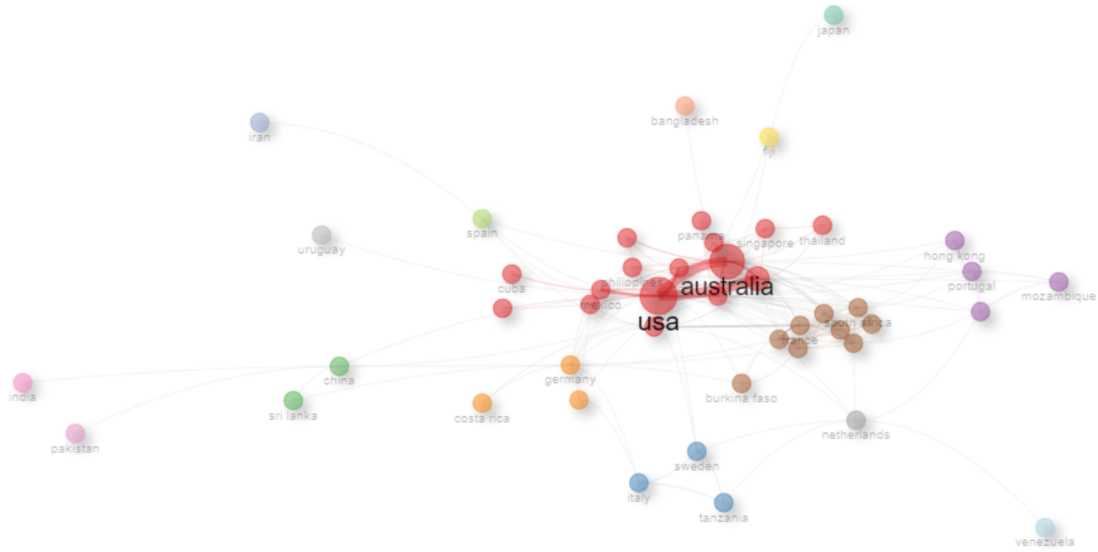 japan
bangladesh
iran
fiji
spain
uruguay
panama
singapore
thailand
hong kong
philippines
cuba
australia
portugal
mozambique
mexico
usa
south africa
france
china
germany
india
burkina faso
sri lanka
costa rica
netherlands
pakistan
sweden
italy
tanzania
venezuela